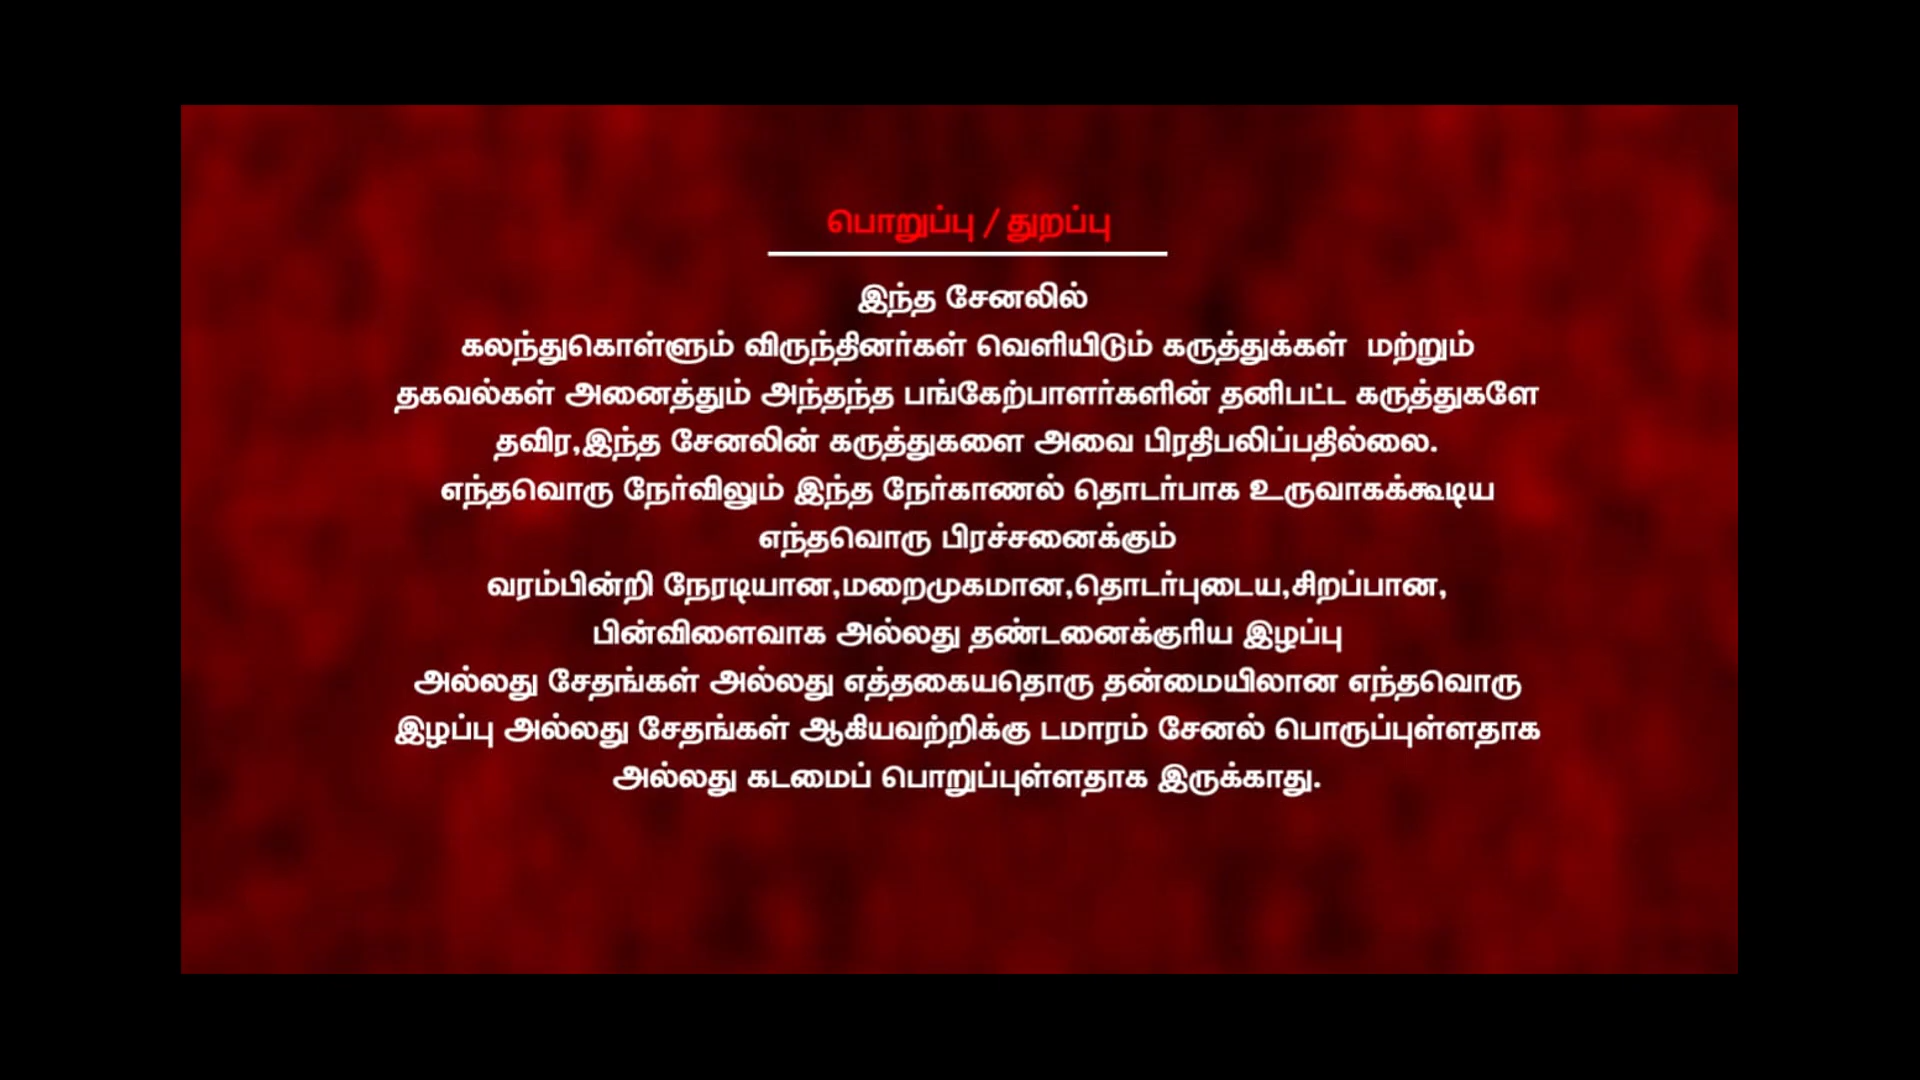 பொறுப்பு / துறப்பு
இந்த சேனலில்
கலந்துகொள்ளும் விருந்தினர்கள் வெளியிடும் கருத்துக்கள் மற்றும்
தகவல்கள் அனைத்தும் அந்தந்த பங்கேற்பாளர்களின் தனிபட்ட கருத்துகளே
தவிர,இந்த சேனலின் கருத்துகளை அவை பிரதிபலிப்பதில்லை.
எந்தவொரு நேர்விலும் இந்த நேர்காணல் தொடர்பாக உருவாகக்கூடிய
எந்தவொரு பிரச்சனைக்கும்
வரம்பின்றி நேரடியான,மறைமுகமான,தொடர்புடைய,சிறப்பான,
பின்விளைவாக அல்லது தண்டனைக்குரிய இழப்பு
அல்லது சேதங்கள் அல்லது எத்தகையதொரு தன்மையிலான எந்தவொரு
இழப்பு அல்லது சேதங்கள் ஆகியவற்றிக்கு டமாரம் சேனல் பொருப்புள்ளதாக
அல்லது கடமைப் பொறுப்புள்ளதாக இருக்காது.